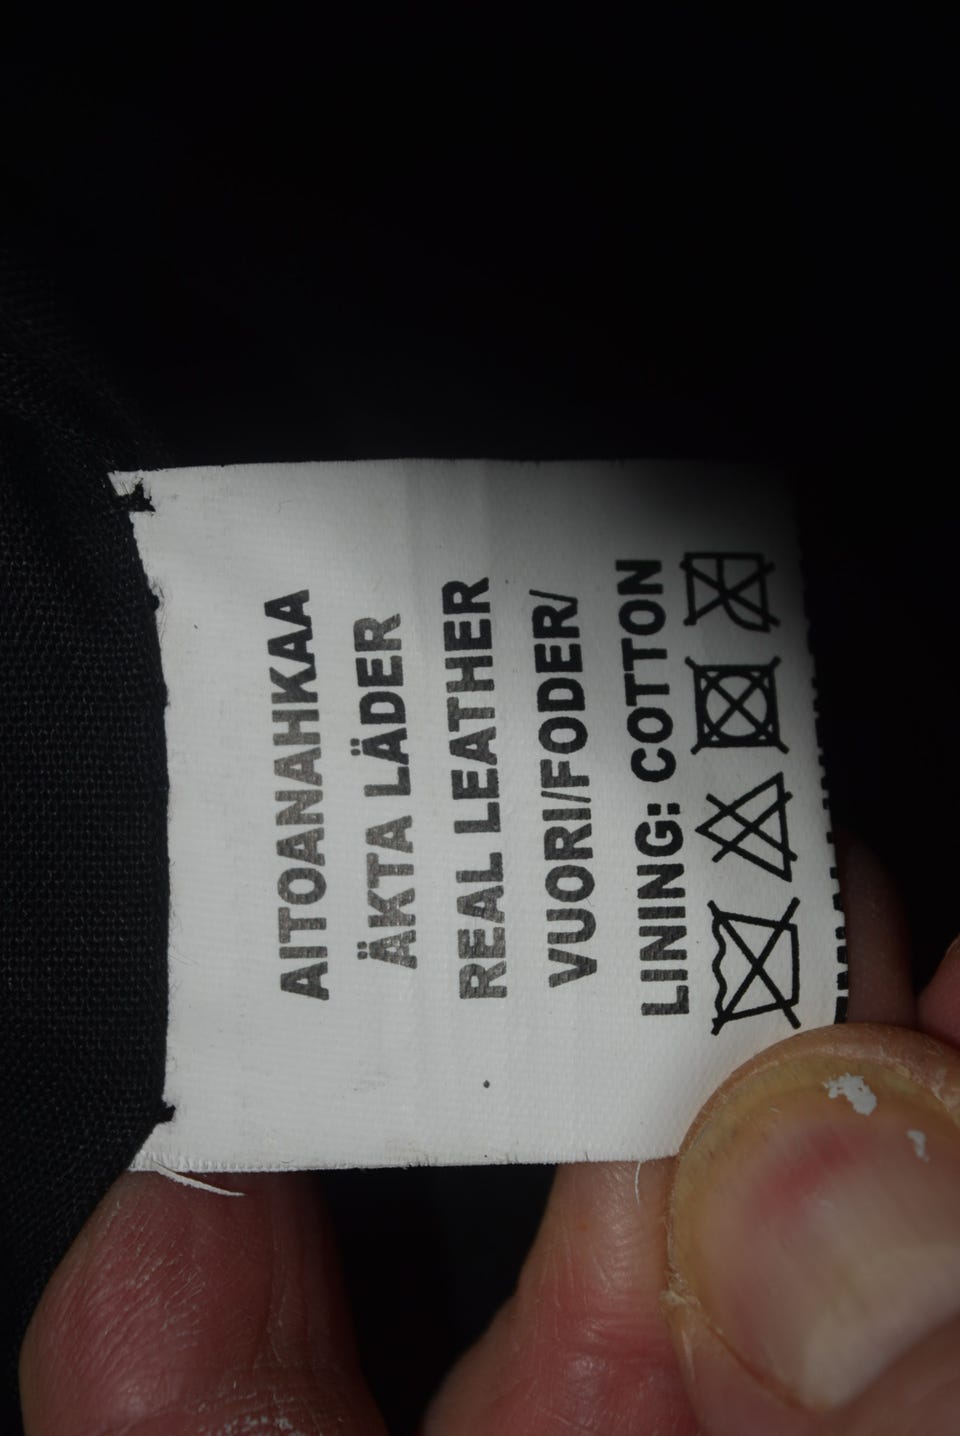 AITOANAHKAA
ÄKTA LÄDER
REAL LEATHER
VUORI/FODER/
LINING: COTTON